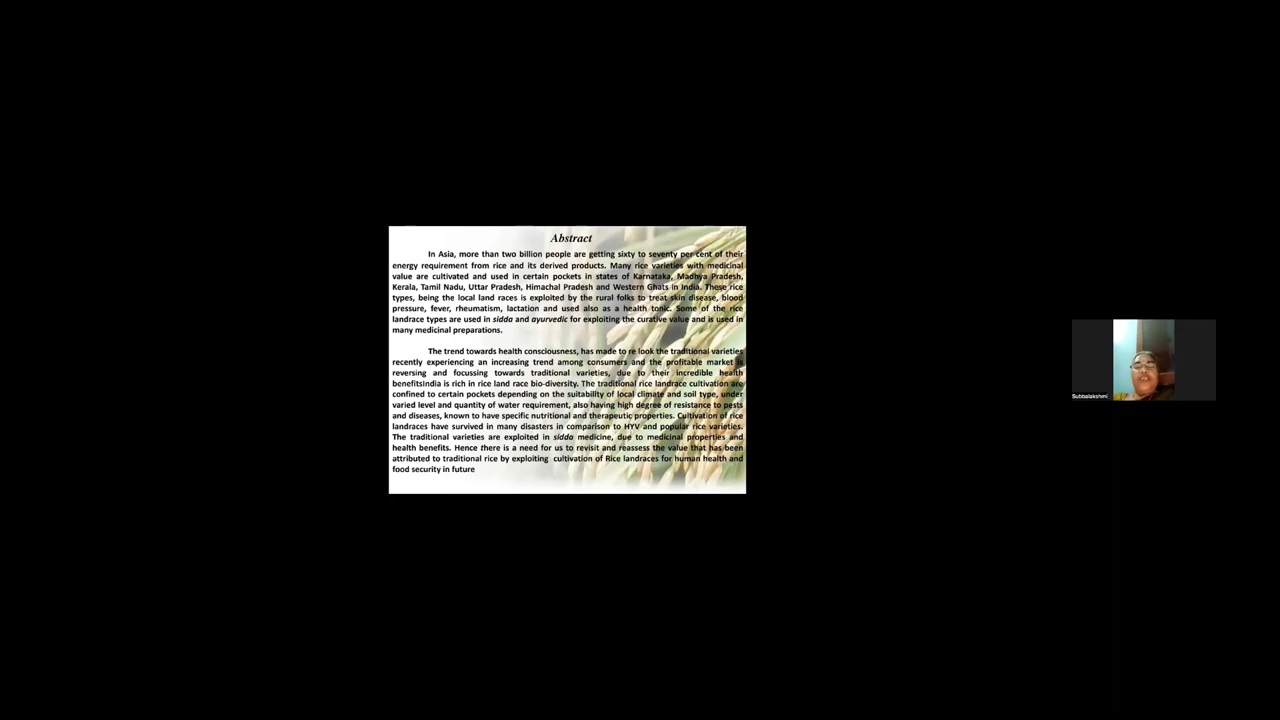 Abstract
In Asia, more than two billion people are getting sixty to seventy per cent of their
energy requirement from rice and its derived products. Many rice varieties with medicinal
value are cultivated and used in certain pockets in states of Karnataka, Madhya Pradesh,
Kerala, Tamil Nadu, Uttar Pradesh, Himachal Pradesh and Western Ghats in India. These rice
types, being the local land races is exploited by the rural folks to treat skin disease, blood
pressure, fever, rheumatism, lactation and used also as a health tonic. Some of the rice
landrace types are used in sidda and ayurvedic for exploiting the curative value and is used in
many medicinal preparations.
The trend towards health consciousness, has made to re look the traditional varieties
recently experiencing an increasing trend among consumers and the profitable market is
reversing and focussing towards traditional varieties, due to their incredible health
benefitsIndia is rich in rice land race bio-diversity. The traditional rice landrace cultivation are
confined to certain pockets depending on the suitability of local climate and soil type, under
varied level and quantity of water requirement, also having high degree of resistance to pests
and diseases, known to have specific nutritional and therapeutic properties. Cultivation of rice
landraces have survived in many disasters in comparison to HYV and popular rice varieties.
The traditional varieties are exploited in sidda medicine, due to medicinal properties and
health benefits. Hence there is a need for us to revisit and reassess the value that has been
attributed to traditional rice by exploiting cultivation of Rice landraces for human health and
food security in future
Subbalakshmi